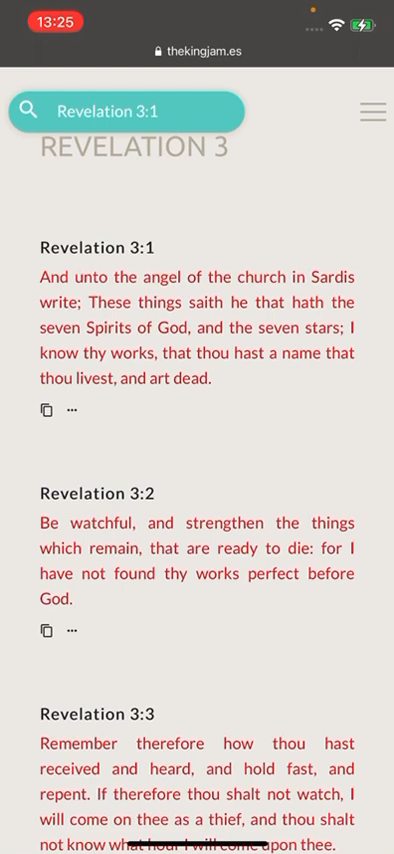 13:25
thekingjam.es
Revelation 3:1
REVELATION 3
Revelation 3:1
And unto the angel of the church in Sardis
write; These things saith he that hath the
seven Spirits of God, and the seven stars; I
know thy works, that thou hast a name that
thou livest, and art dead.
Revelation 3:2
Be watchful, and strengthen the things
which remain, that are ready to die: for I
have not found thy works perfect before
God.
Revelation 3:3
Remember therefore how thou hast
received and heard, and hold fast, and
repent. If therefore thou shalt not watch, I
will come on thee as a thief, and thou shalt
not know what hour I will come upon thee.